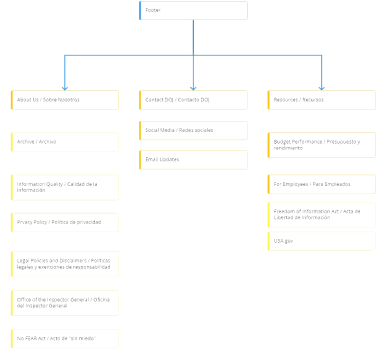 Footer
About Us / Sobre Nosotros
Contact DOJ / Contacto DOJ
Resources / Recursos
Archive / Archivo
Social Media / Redes sociales
Budget Performance / Presupuesto y
rendimiento
Email Updates
Information Quality / Calidad de la
información
For Employees / Para Empleados
Privacy Policy / Política de privacidad
Freedom of Information Act / Acta de
Libertad de Información
USA.gov
Legal Policies and Disclaimers / Políticas
legales y exenciones de responsabilidad
Office of the Inspector General / Oficina
del Inspector General
No FEAR Act / Acto de "sin miedo"